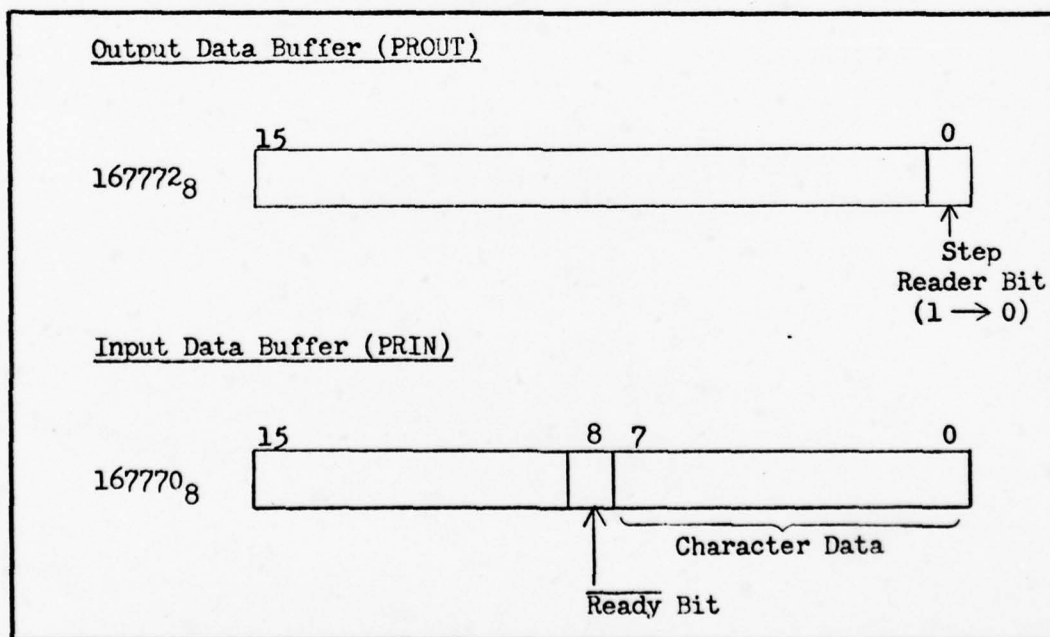 Output Data Buffer (PROUT)
15 0
167772₈
Step
Reader Bit
(1 → 0)
Input Data Buffer (PRIN)
15 8 7 0
167770₈
Character Data
R̅e̅a̅d̅y̅ Bit